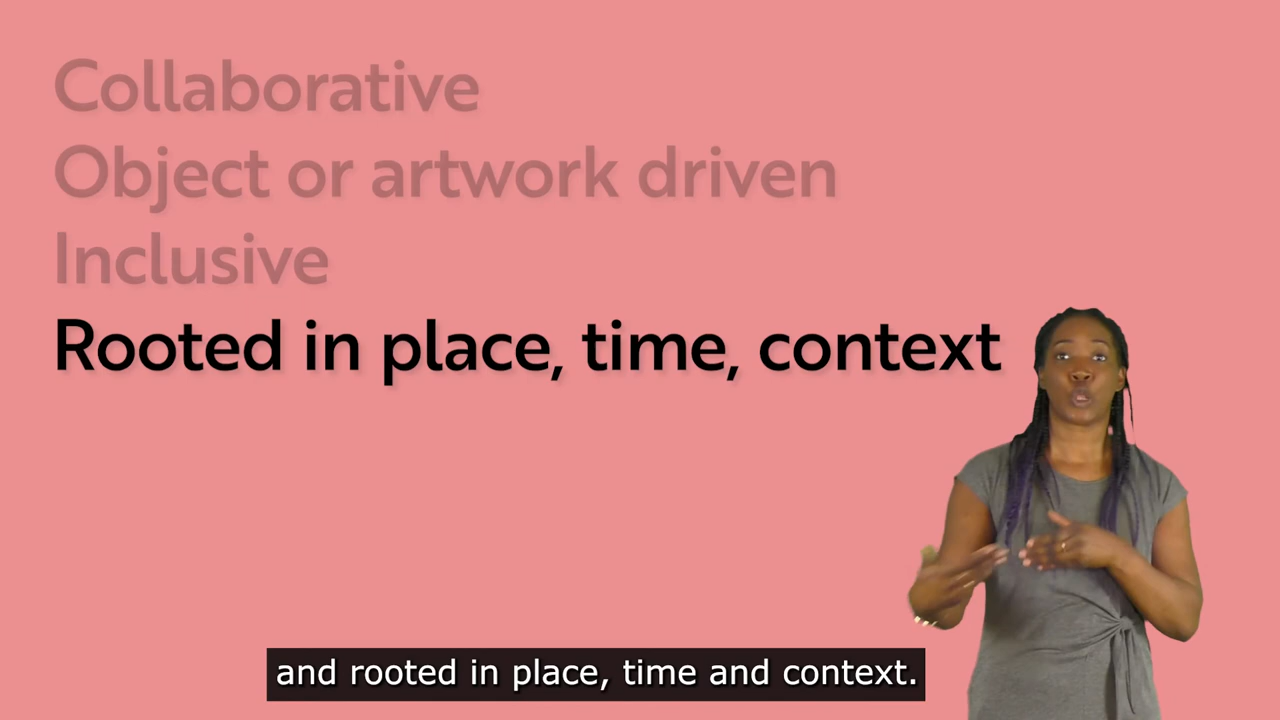 Collaborative
Object or artwork driven
Inclusive
Rooted in place, time, context
and rooted in place, time and context.